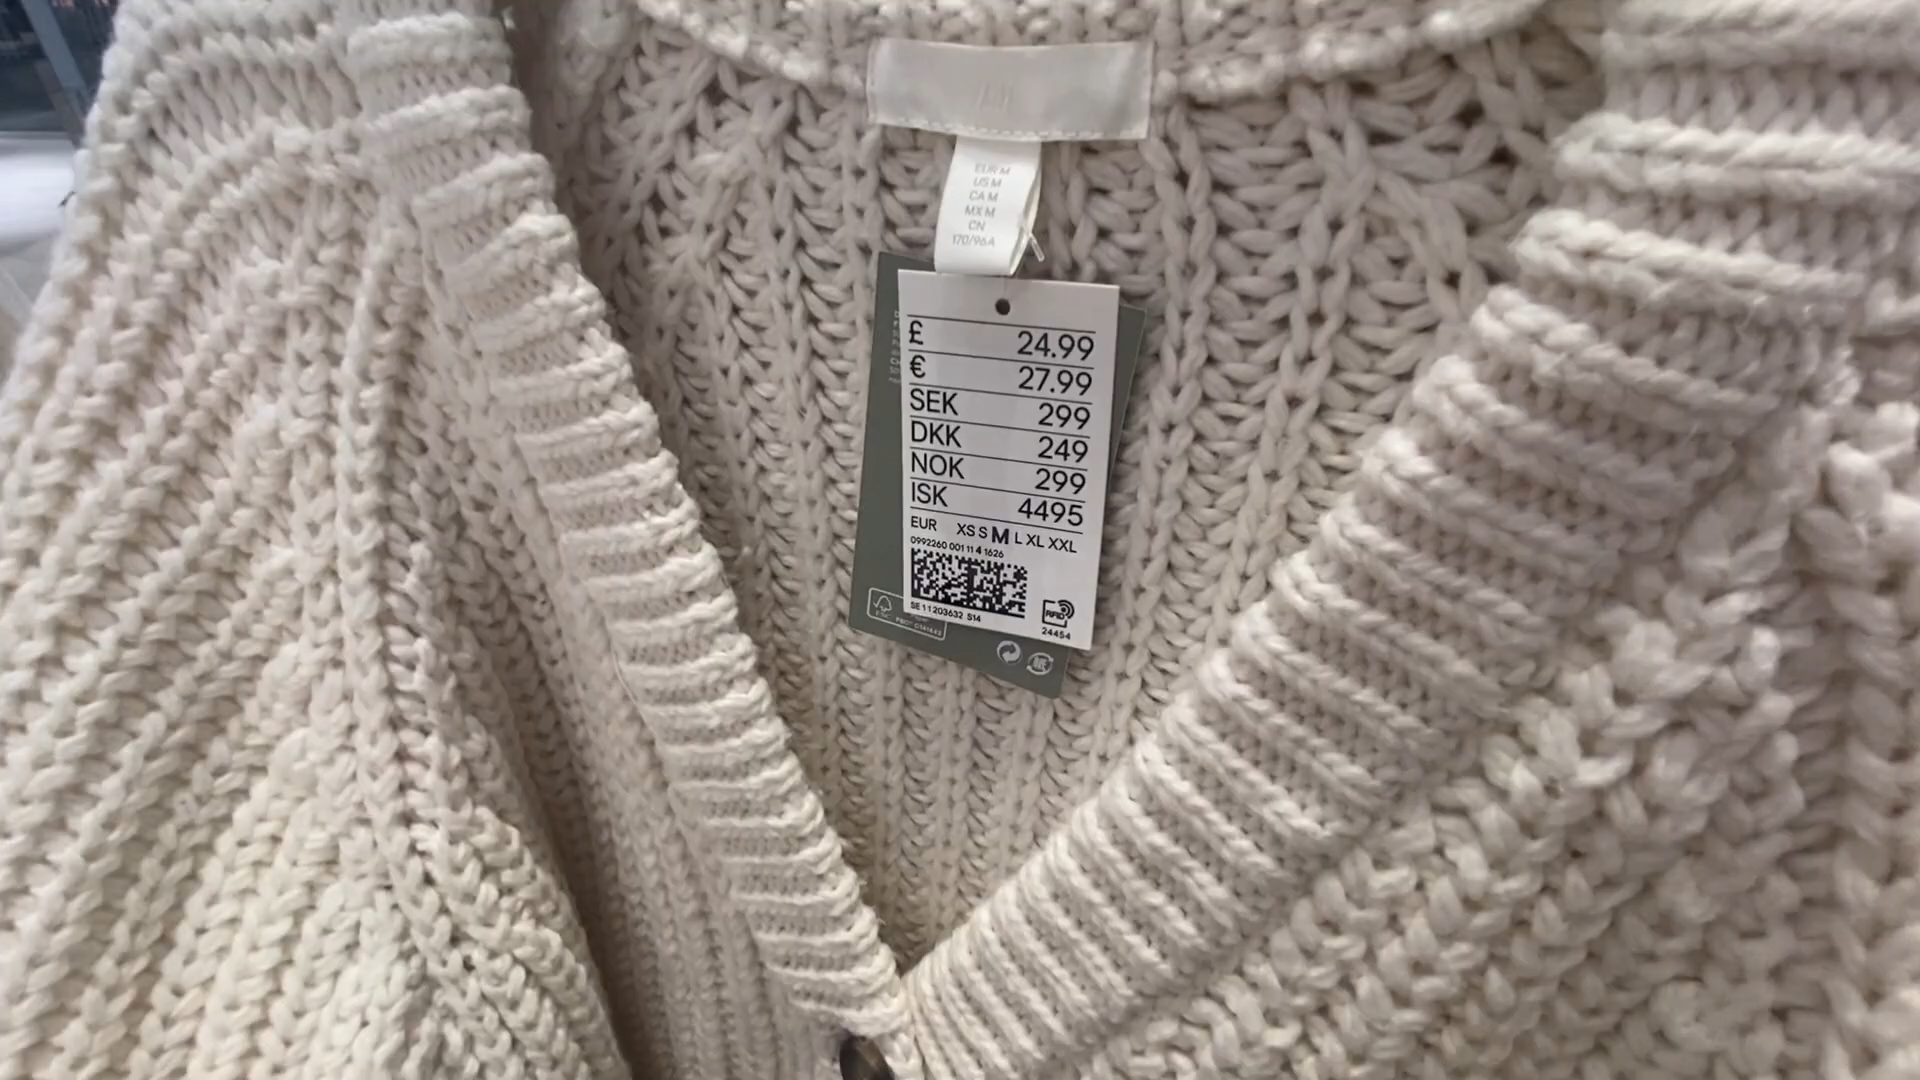 EUR M
US M
CA M
MX M
CN
170/96A
£ 24.99
€ 27.99
SEK 299
DKK 249
NOK 299
ISK 4495
EUR XS S M L XL XXL
0992260 001 11 4 1626
SE 11203632 S14
RFID
24454
FSC